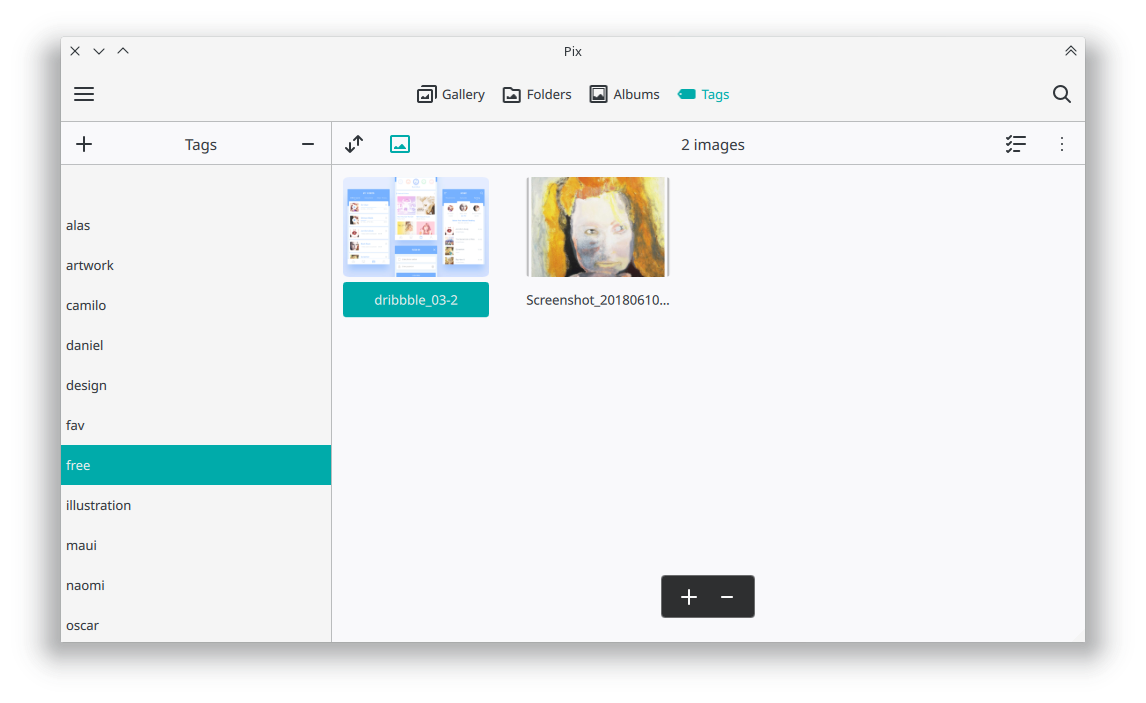 Pix
Gallery Folders Albums Tags
Tags
2 images
alas
artwork
camilo
daniel
design
fav
free
illustration
maui
naomi
oscar
dribbble_03-2
Screenshot_20180610...